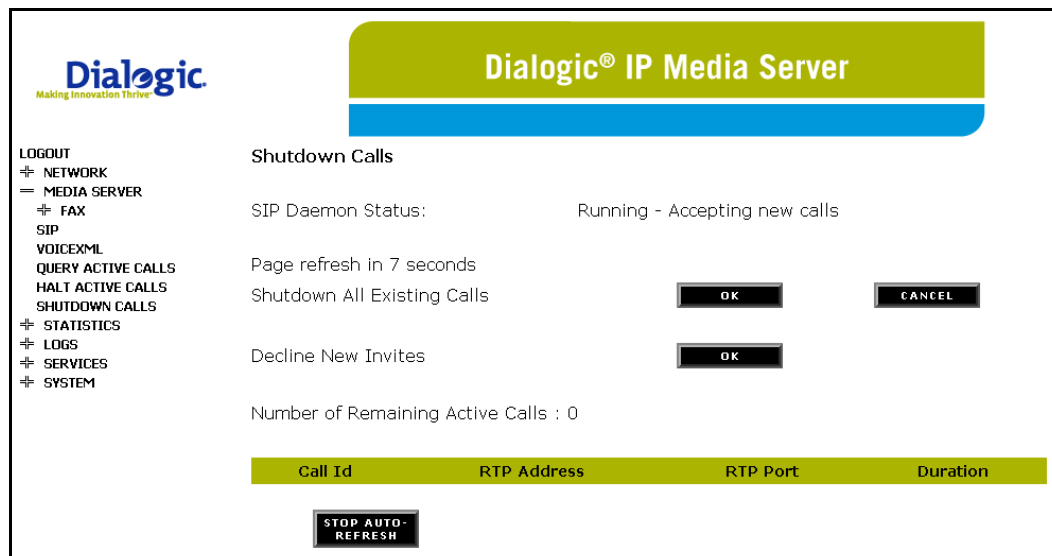 Dialogic.
Making Innovation Thrive™
Dialogic® IP Media Server
LOGOUT
NETWORK
MEDIA SERVER
FAX
SIP
VOICEXML
QUERY ACTIVE CALLS
HALT ACTIVE CALLS
SHUTDOWN CALLS
STATISTICS
LOGS
SERVICES
SYSTEM
Shutdown Calls
SIP Daemon Status: Running - Accepting new calls
Page refresh in 7 seconds
Shutdown All Existing Calls OK CANCEL
Decline New Invites OK
Number of Remaining Active Calls : 0
Call Id RTP Address RTP Port Duration
STOP AUTO-
REFRESH